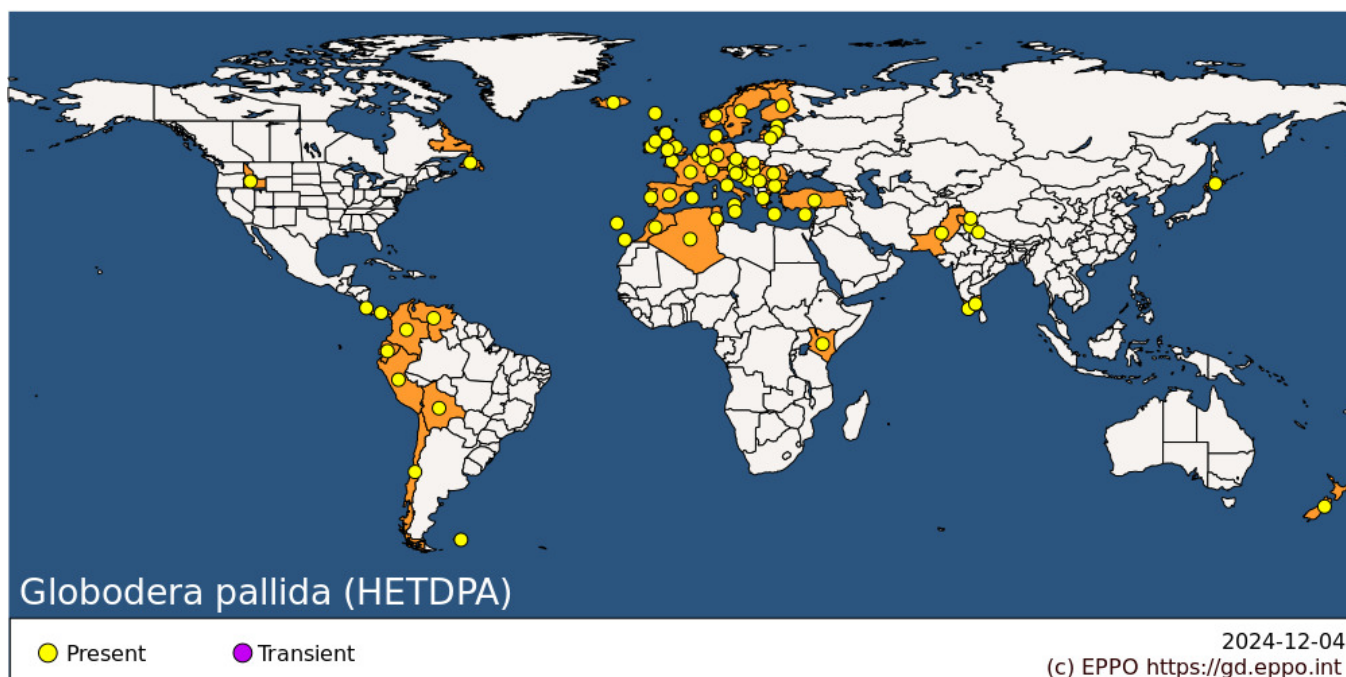 Globodera pallida (HETDPA)
Present
Transient
2024-12-04
(c) EPPO https://gd.eppo.int